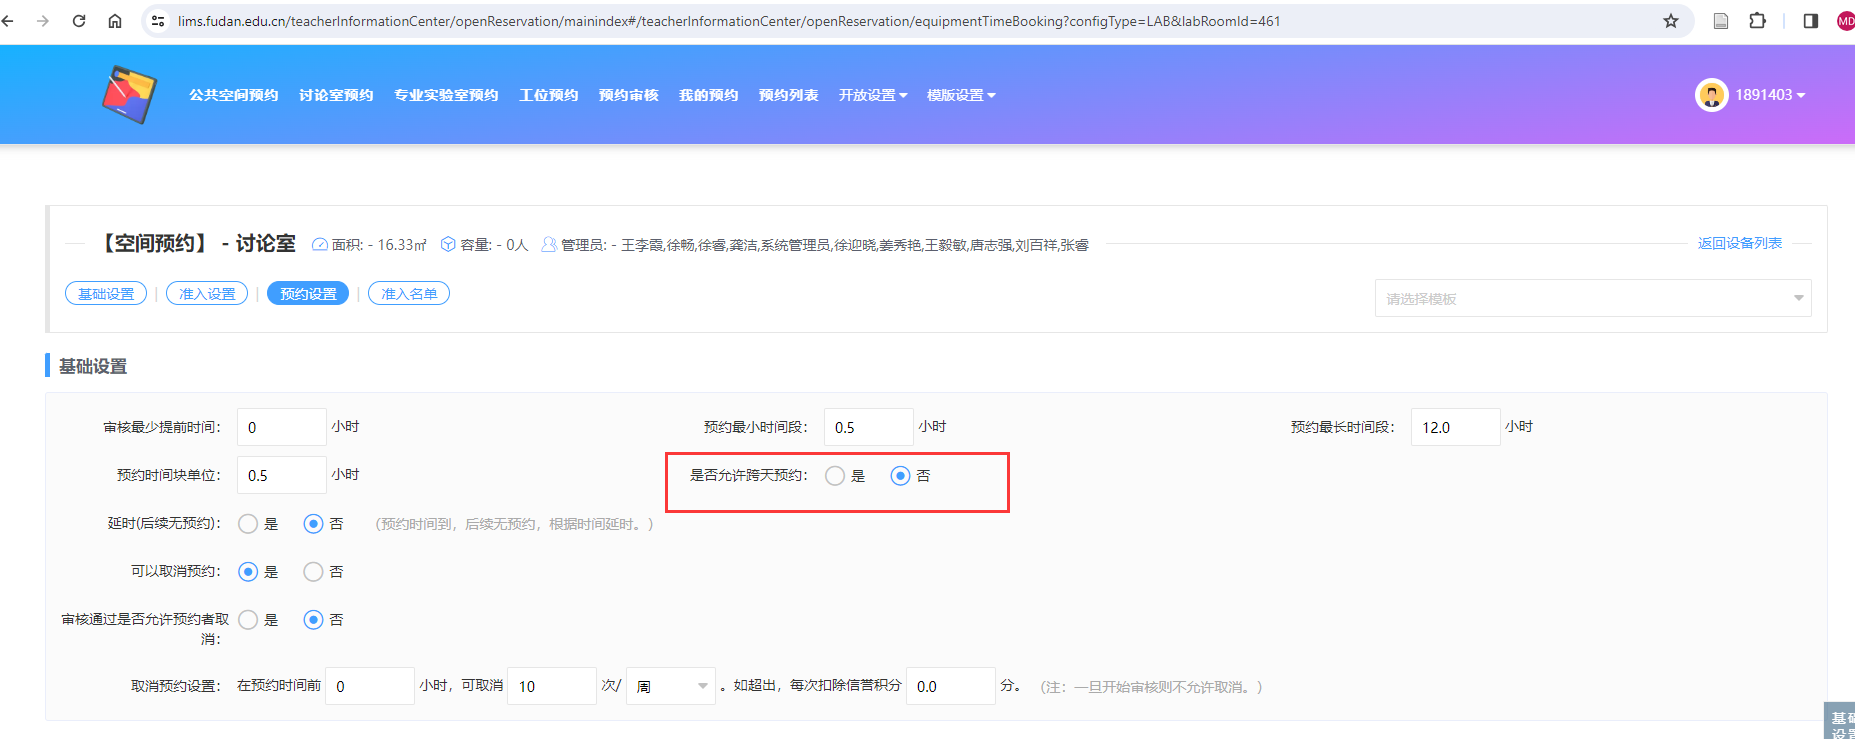 lims.fudan.edu.cn/teacherInformationCenter/openReservation/mainindex#/teacherInformationCenter/openReservation/equipmentTimeBooking?configType=LAB&labRoomId=461
MD
公共空间预约 讨论室预约 专业实验室预约 工位预约 预约审核 我的预约 预约列表 开放设置 模版设置 1891403
【空间预约】 - 讨论室 面积: - 16.33㎡ 容量: - 0人 管理员: - 王李霞,徐畅,徐睿,龚洁,系统管理员,徐迎晓,姜秀艳,王毅敏,唐志强,刘百祥,张睿 返回设备列表
基础设置 | 准入设置 | 预约设置 | 准入名单 请选择模板
基础设置
审核最少提前时间: 0 小时 预约最小时间段: 0.5 小时 预约最长时间段: 12.0 小时
预约时间块单位: 0.5 小时 是否允许跨天预约: 是 否
延时(后续无预约): 是 否 (预约时间到，后续无预约，根据时间延时。)
可以取消预约: 是 否
审核通过是否允许预约者取 是 否
消:
取消预约设置: 在预约时间前 0 小时，可取消 10 次/ 周 。如超出，每次扣除信誉积分 0.0 分。 (注：一旦开始审核则不允许取消。)
基础
设置